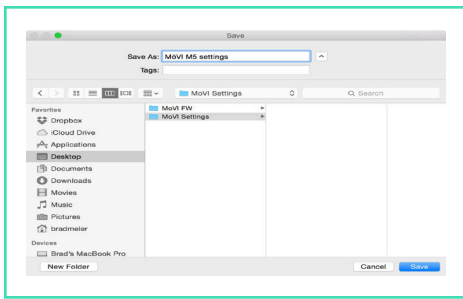 Save
Save As: MōVI M5 settings
Tags:
MoVI Settings
Search
Favorites
Dropbox
iCloud Drive
Applications
Desktop
Documents
Downloads
Movies
Music
Pictures
bradmeier
Devices
Brad's MacBook Pro
MoVI FW
MoVI Settings
New Folder
Cancel
Save